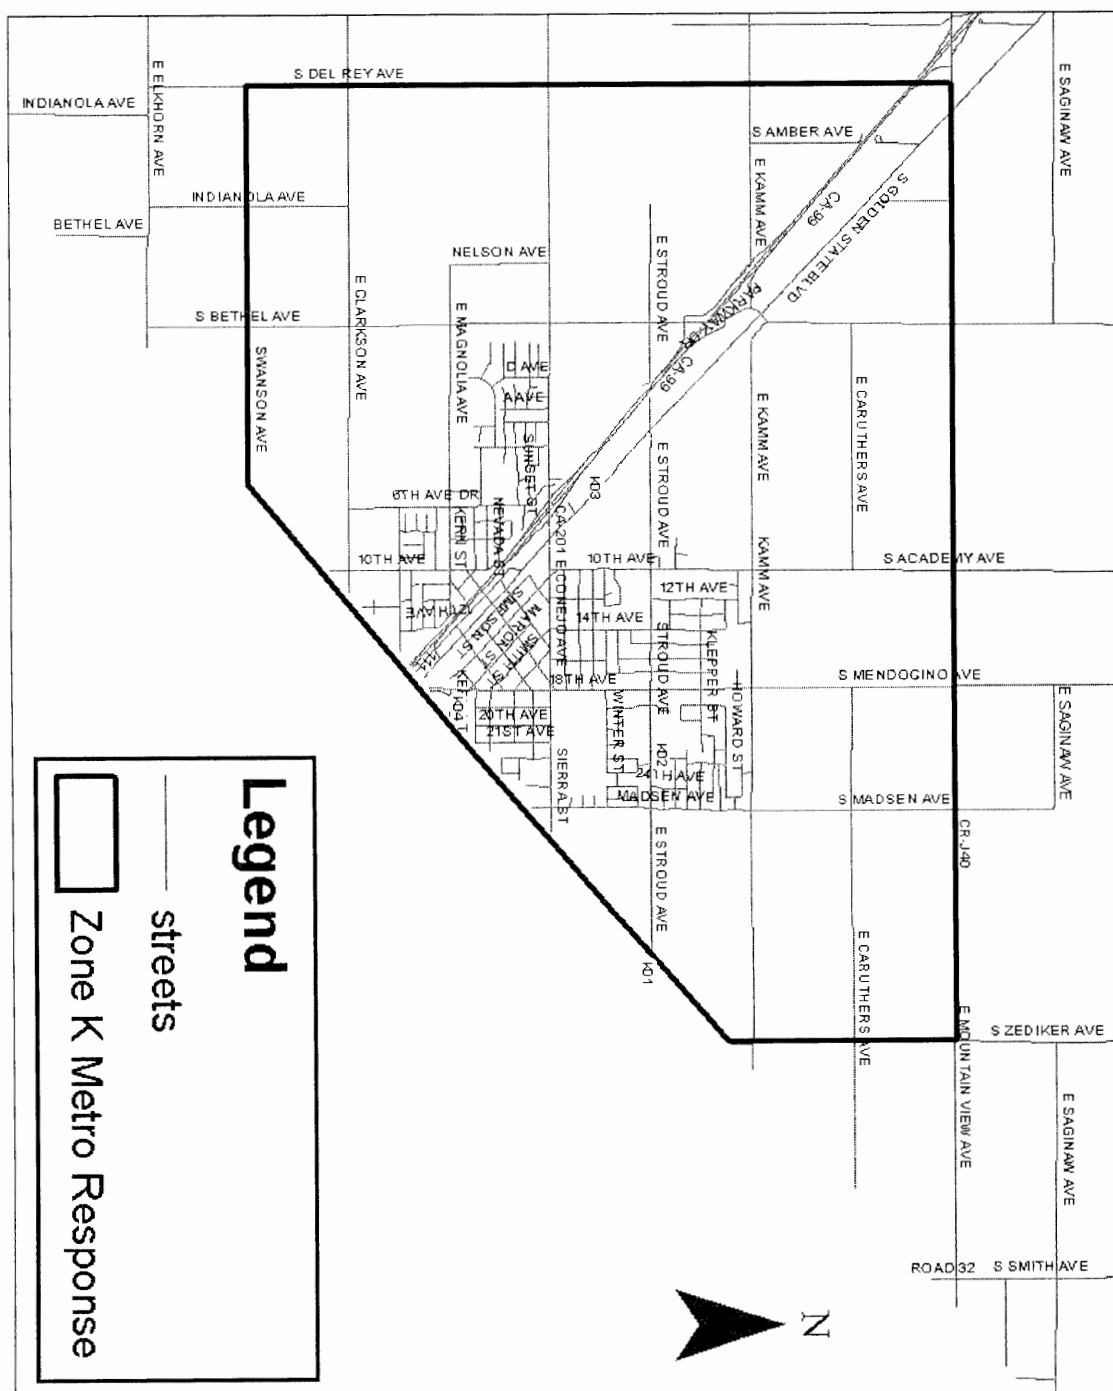 S DEL REY AVE
E ELKHORN AVE
INDIANOLA AVE
E SAGINAW AVE
S AMBER AVE
E KAMM AVE
CA-99
S GOLDEN STATE BLVD
INDIANOLA AVE
BETHEL AVE
NELSON AVE
E STROUD AVE
PARKWAY DR
E CLARKSON AVE
E MAGNOLIA AVE
S BETHEL AVE
SWANSON AVE
D AVE
A AVE
CA-99
E KAMM AVE
E CARUTHERS AVE
SUNSET ST
E STROUD AVE
K03
6TH AVE DR
KERN ST
NEVADA ST
CA-201 E CONEJO AVE
KAMM AVE
10TH AVE
10TH AVE
S ACADEMY AVE
12TH AVE
12TH AVE
14TH AVE
SIMPSON ST
MARION ST
SMITH ST
STROUD AVE
KLEPPER ST
18TH AVE
S MENDOCINO AVE
HOWARD ST
E SAGINAW AVE
K04
20TH AVE
21ST AVE
WINTER ST
K02
SIERRA ST
24TH AVE
MADSEN AVE
S MADSEN AVE
E STROUD AVE
CR-J40
K01
E CARUTHERS AVE
E MOUNTAIN VIEW AVE
S ZEDIKER AVE
E SAGINAW AVE
ROAD 32
S SMITH AVE
N
Legend
streets
Zone K Metro Response